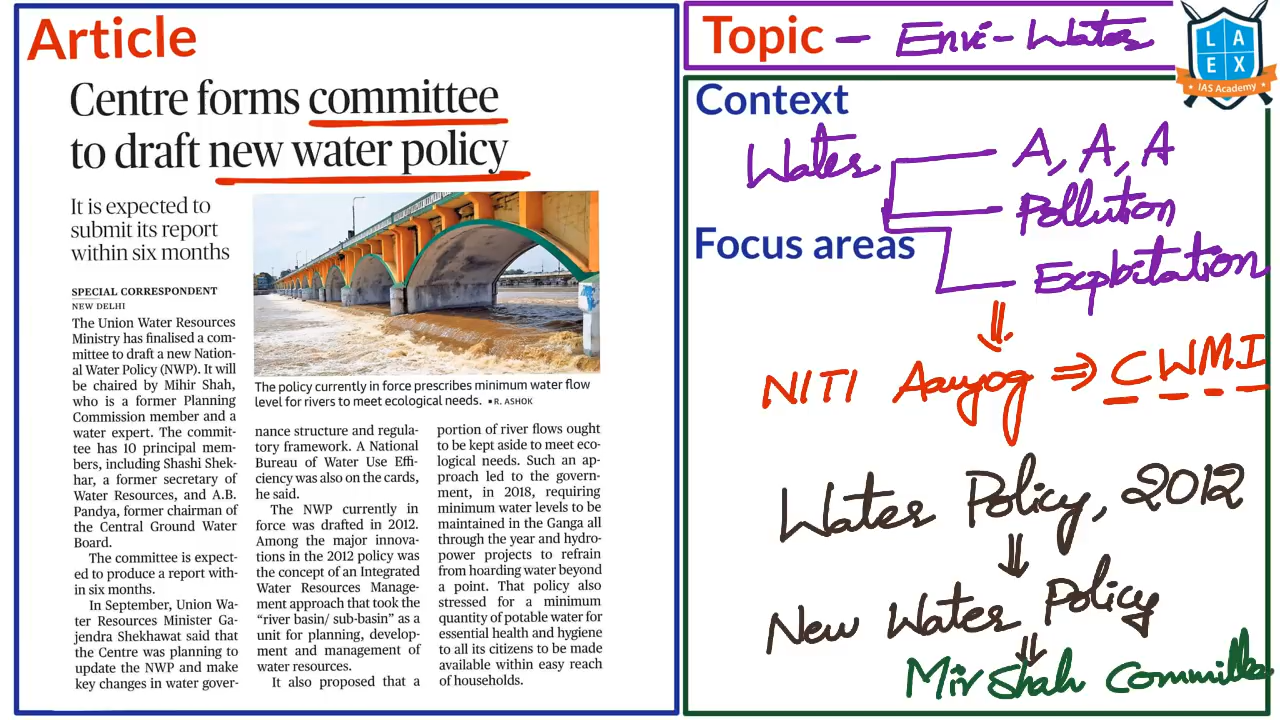 Article
Centre forms committee
to draft new water policy
It is expected to
submit its report
within six months
SPECIAL CORRESPONDENT
NEW DELHI
The Union Water Resources
Ministry has finalised a com-
mittee to draft a new Nation-
al Water Policy (NWP). It will
be chaired by Mihir Shah,
who is a former Planning
Commission member and a
water expert. The commit-
tee has 10 principal mem-
bers, including Shashi Shek-
har, a former secretary of
Water Resources, and A.B.
Pandya, former chairman of
the Central Ground Water
Board.
The committee is expect-
ed to produce a report with-
in six months.
In September, Union Wa-
ter Resources Minister Ga-
jendra Shekhawat said that
the Centre was planning to
update the NWP and make
key changes in water gover-
The policy currently in force prescribes minimum water flow
level for rivers to meet ecological needs. •R. ASHOK
nance structure and regula-
tory framework. A National
Bureau of Water Use Effi-
ciency was also on the cards,
he said.
The NWP currently in
force was drafted in 2012.
Among the major innova-
tions in the 2012 policy was
the concept of an Integrated
Water Resources Manage-
ment approach that took the
"river basin/ sub-basin" as a
unit for planning, develop-
ment and management of
water resources.
It also proposed that a
portion of river flows ought
to be kept aside to meet eco-
logical needs. Such an ap-
proach led to the govern-
ment, in 2018, requiring
minimum water levels to be
maintained in the Ganga all
through the year and hydro-
power projects to refrain
from hoarding water beyond
a point. That policy also
stressed for a minimum
quantity of potable water for
essential health and hygiene
to all its citizens to be made
available within easy reach
of households.
Topic - Envi-Water
LA
EX
IAS Academy
Context
Water
A, A, A
Pollution
Focus areas
Exploitation
NITI Aauyog ⇒ CWMI
Water Policy, 2012
New Water Policy
Mir Shah Committee